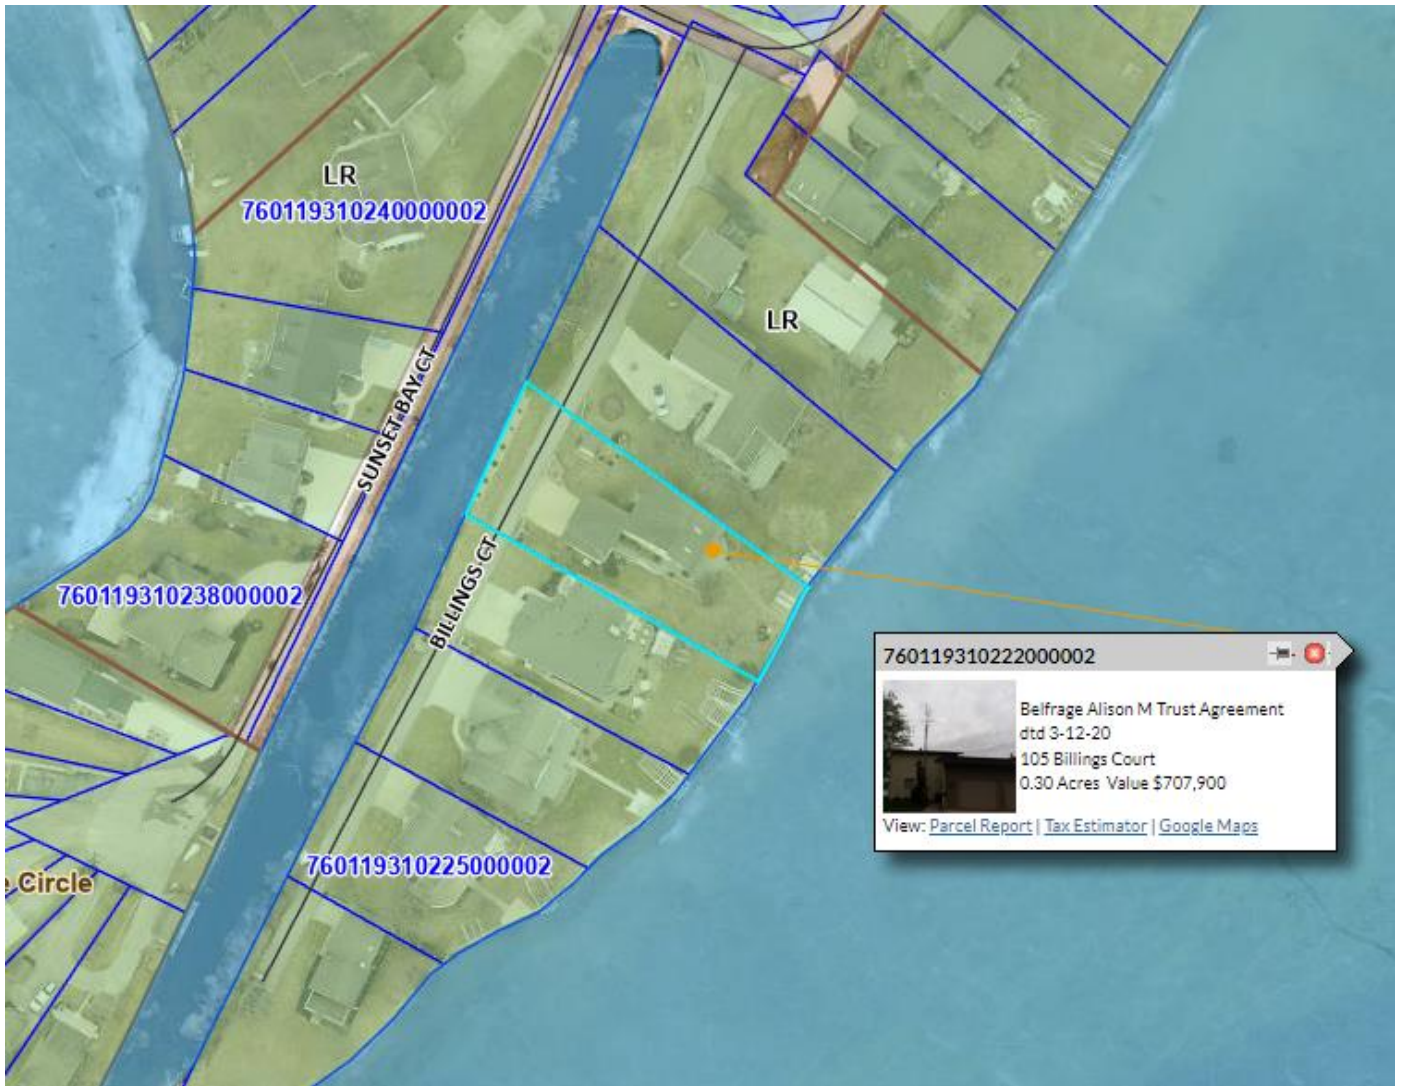 LR
760119310240000002
LR
SUNSET BAY CT
BILLINGS CT
760119310238000002
760119310222000002
Belfrage Alison M Trust Agreement
dtd 3-12-20
105 Billings Court
0.30 Acres Value $707,900
View: Parcel Report | Tax Estimator | Google Maps
760119310225000002
Circle